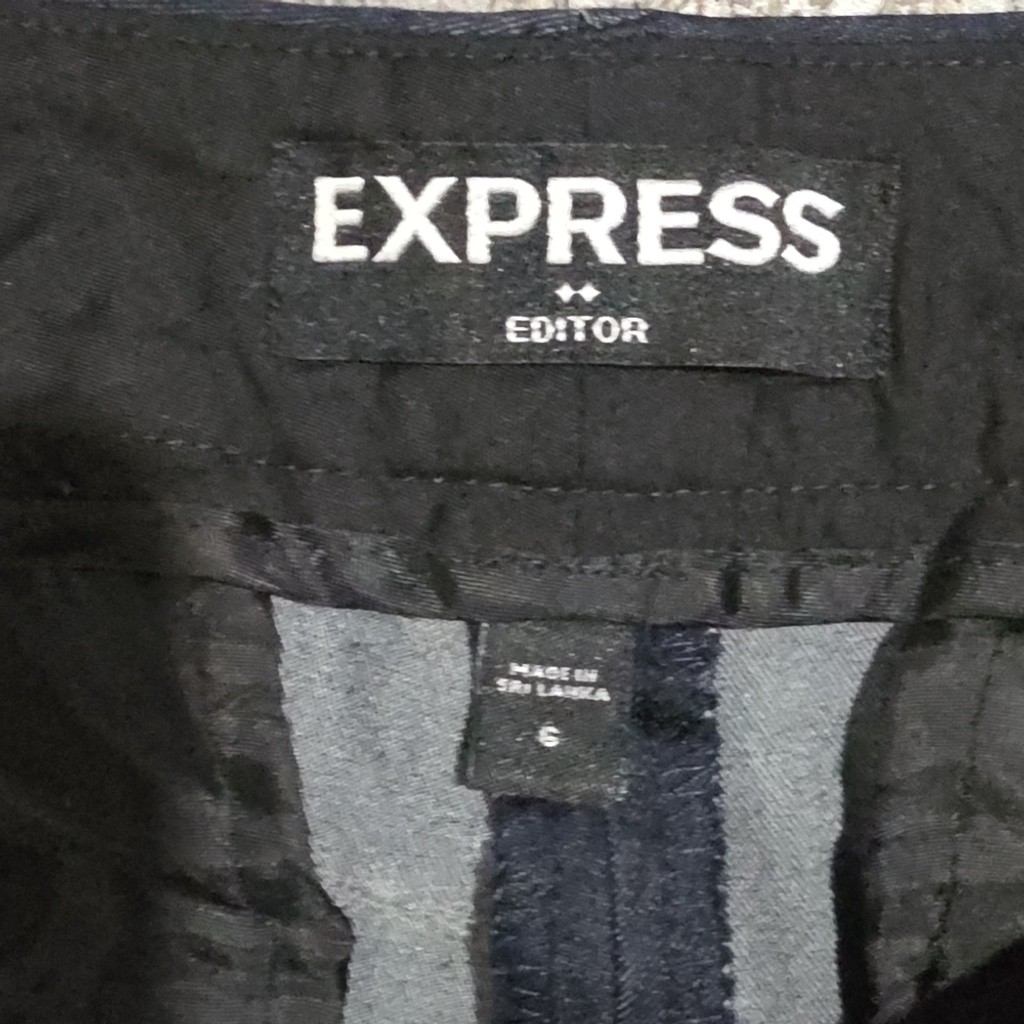 EXPRESS
EDITOR
MADE IN
SRI LANKA
6